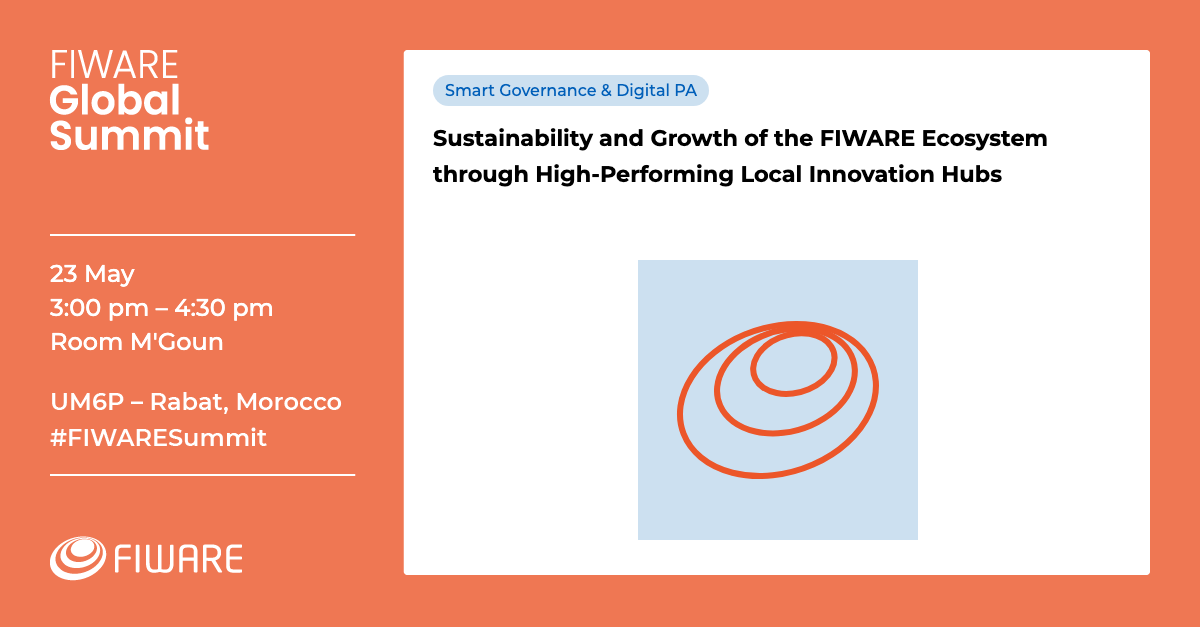 FIWARE
Global
Summit
23 May
3:00 pm – 4:30 pm
Room M'Goun
UM6P – Rabat, Morocco
#FIWARESummit
FIWARE
Smart Governance & Digital PA
Sustainability and Growth of the FIWARE Ecosystem
through High-Performing Local Innovation Hubs